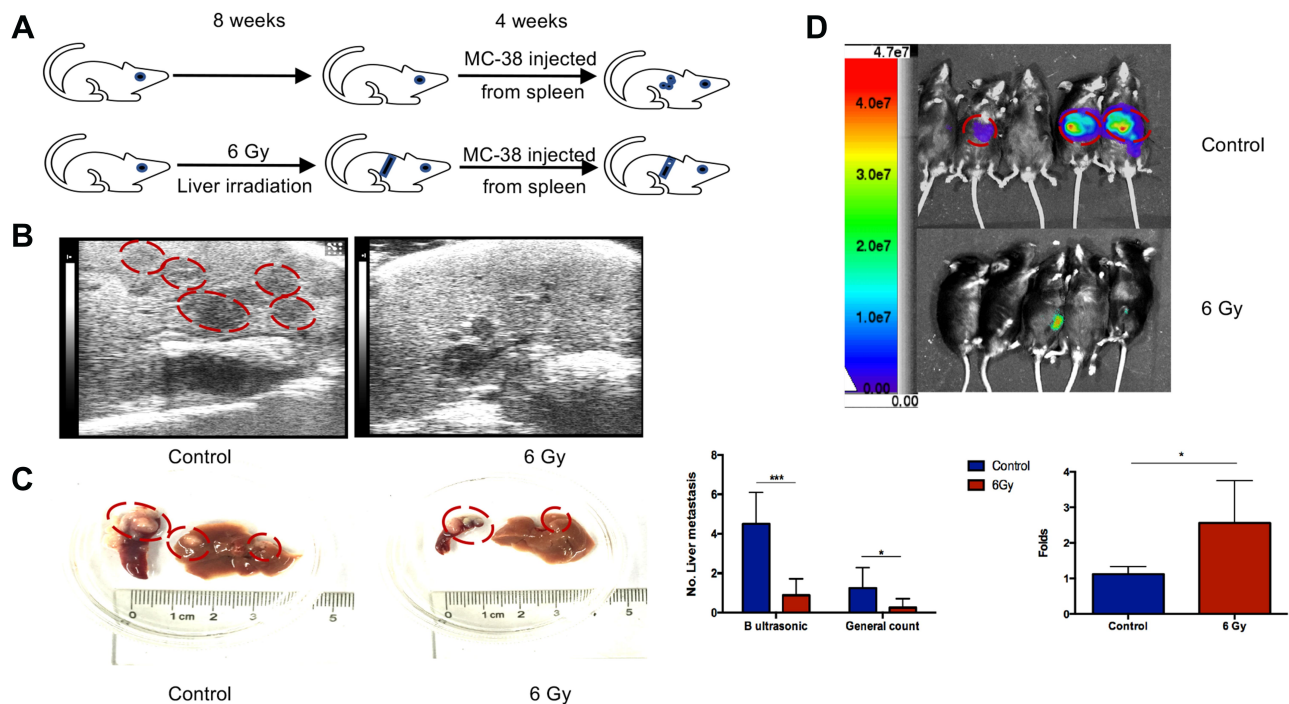 A
8 weeks
4 weeks
MC-38 injected
from spleen
6 Gy
Liver irradiation
MC-38 injected
from spleen
B
Control
6 Gy
C
0 1 cm 2 3 5
0 1 cm 2 3 5
Control
6 Gy
D
4.7e7
4.0e7
3.0e7
2.0e7
1.0e7
0.00
0.00
Control
6 Gy
No. Liver metastasis
8
6
4
2
0
***
*
B ultrasonic
General count
Control
6Gy
Folds
4
3
2
1
0
*
Control
6 Gy